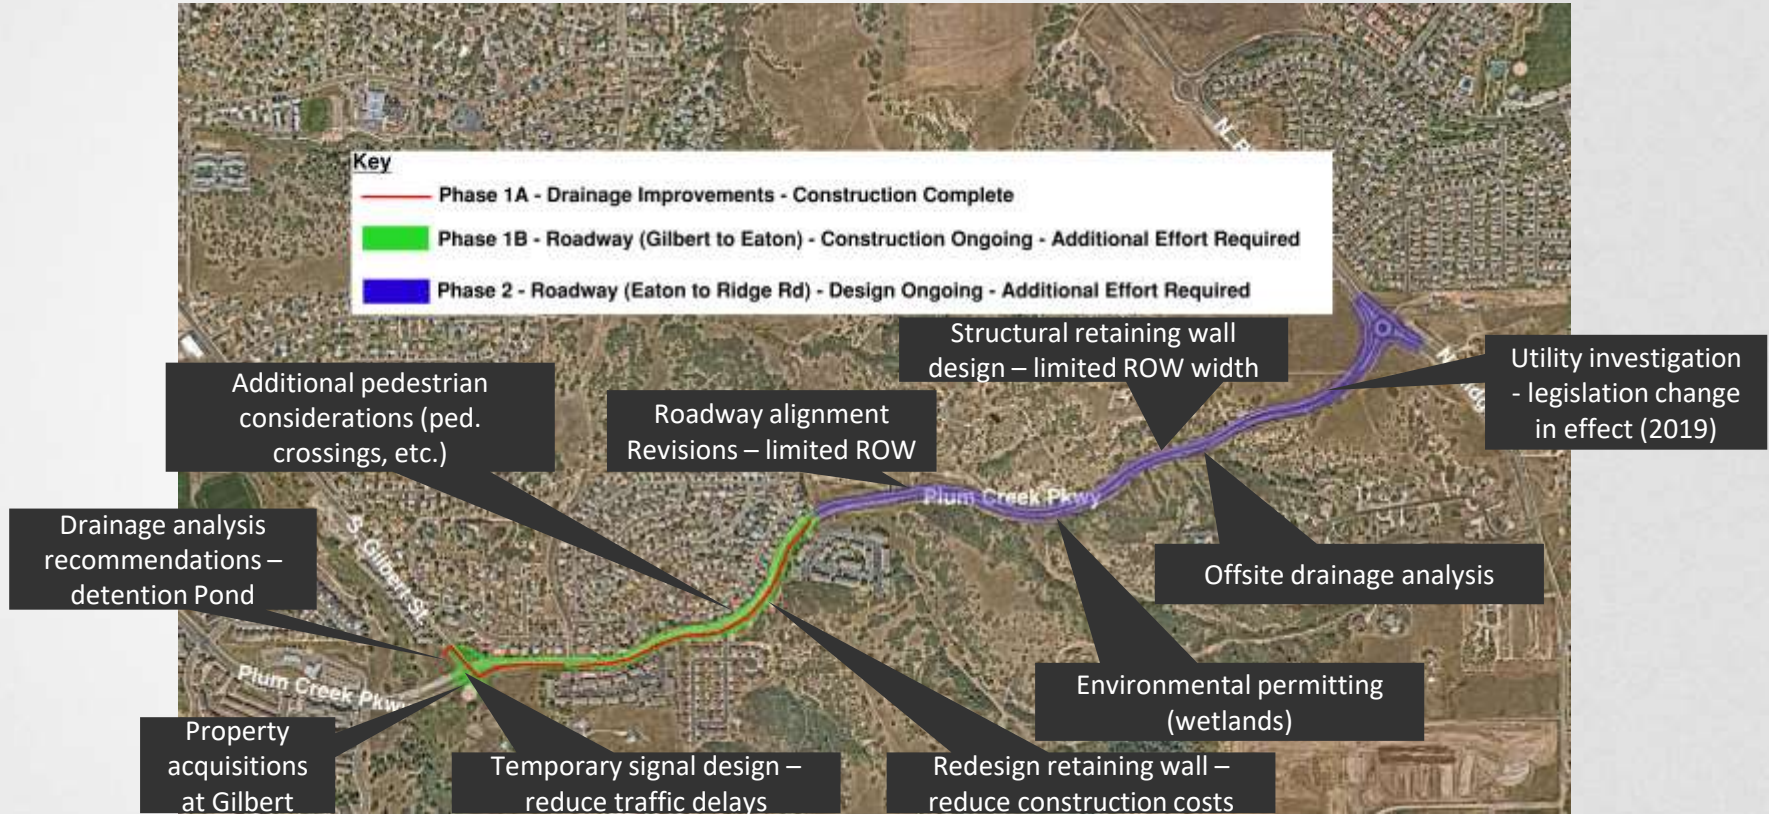 Key
Phase 1A - Drainage Improvements - Construction Complete
Phase 1B - Roadway (Gilbert to Eaton) - Construction Ongoing - Additional Effort Required
Phase 2 - Roadway (Eaton to Ridge Rd) - Design Ongoing - Additional Effort Required
Structural retaining wall
design – limited ROW width
Utility investigation
- legislation change
in effect (2019)
Additional pedestrian
considerations (ped.
crossings, etc.)
Roadway alignment
Revisions – limited ROW
Plum Creek Pkwy
Drainage analysis
recommendations –
detention Pond
S. Gilbert St.
Offsite drainage analysis
Plum Creek Pkwy
Environmental permitting
(wetlands)
Property
acquisitions
at Gilbert
Temporary signal design –
reduce traffic delays
Redesign retaining wall –
reduce construction costs